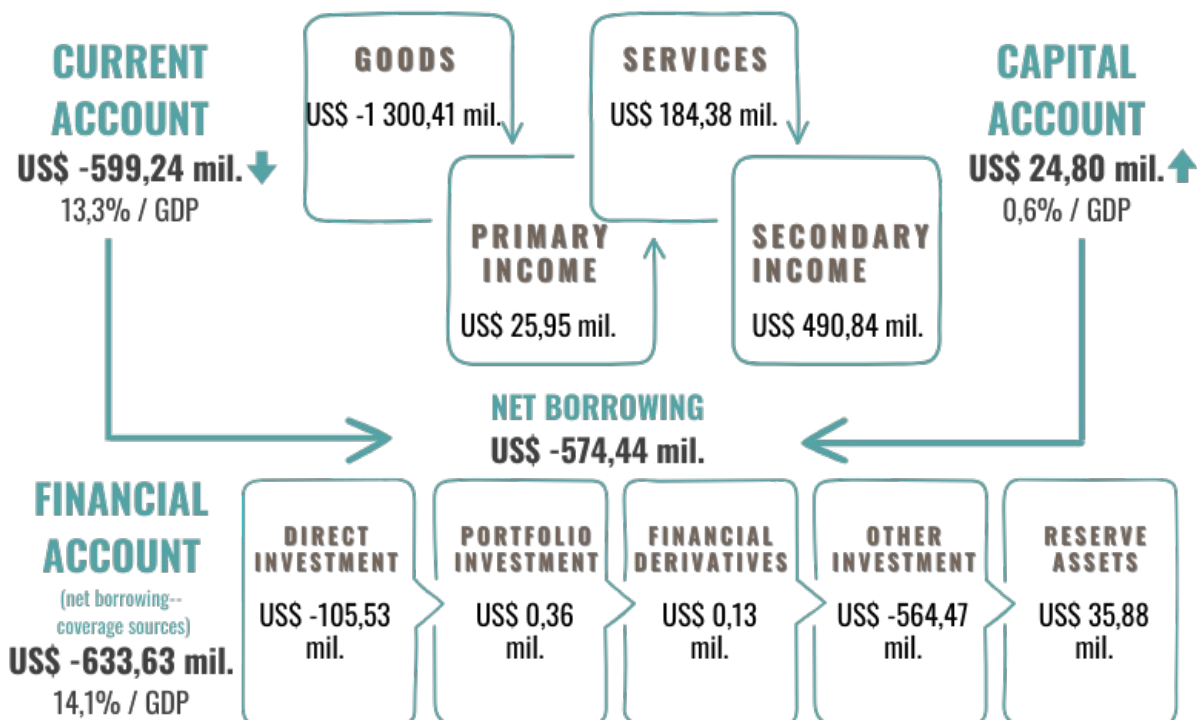 CURRENT
ACCOUNT
US$ -599,24 mil.
13,3% / GDP
GOODS
US$ -1 300,41 mil.
SERVICES
US$ 184,38 mil.
CAPITAL
ACCOUNT
US$ 24,80 mil.
0,6% / GDP
PRIMARY
INCOME
US$ 25,95 mil.
SECONDARY
INCOME
US$ 490,84 mil.
NET BORROWING
US$ -574,44 mil.
FINANCIAL
ACCOUNT
(net borrowing--
coverage sources)
US$ -633,63 mil.
14,1% / GDP
DIRECT
INVESTMENT
US$ -105,53
mil.
PORTFOLIO
INVESTMENT
US$ 0,36
mil.
FINANCIAL
DERIVATIVES
US$ 0,13
mil.
OTHER
INVESTMENT
US$ -564,47
mil.
RESERVE
ASSETS
US$ 35,88
mil.